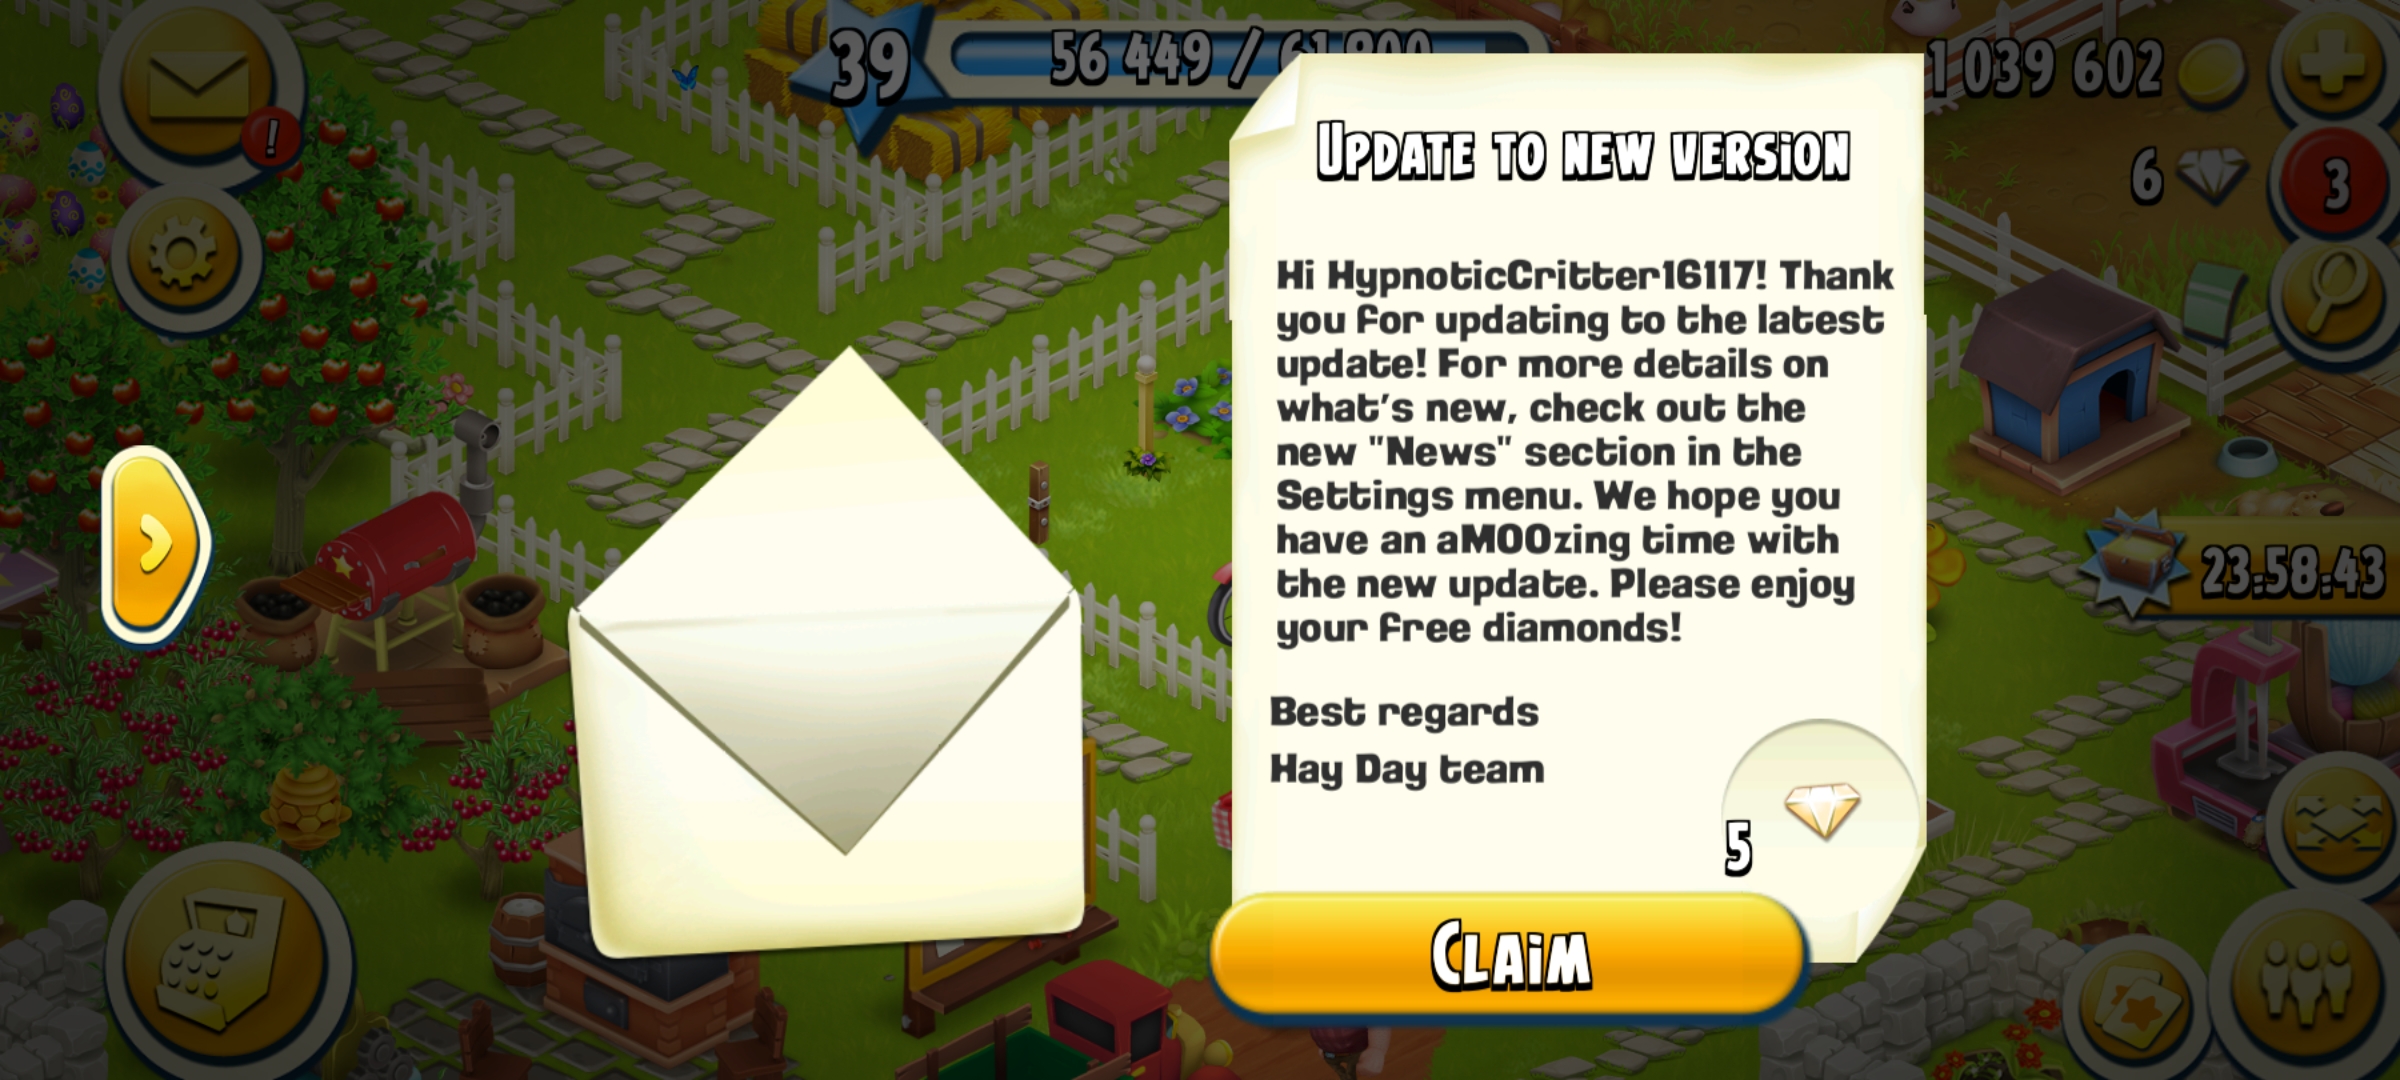 39
56 449 / 61 800
1 039 602
6
3
!
UPDATE TO NEW VERSION
Hi HypnoticCritter16117! Thank
you for updating to the latest
update! For more details on
what's new, check out the
new "News" section in the
Settings menu. We hope you
have an aMOOzing time with
the new update. Please enjoy
your free diamonds!
Best regards
Hay Day team
5
CLAIM
23:58:43